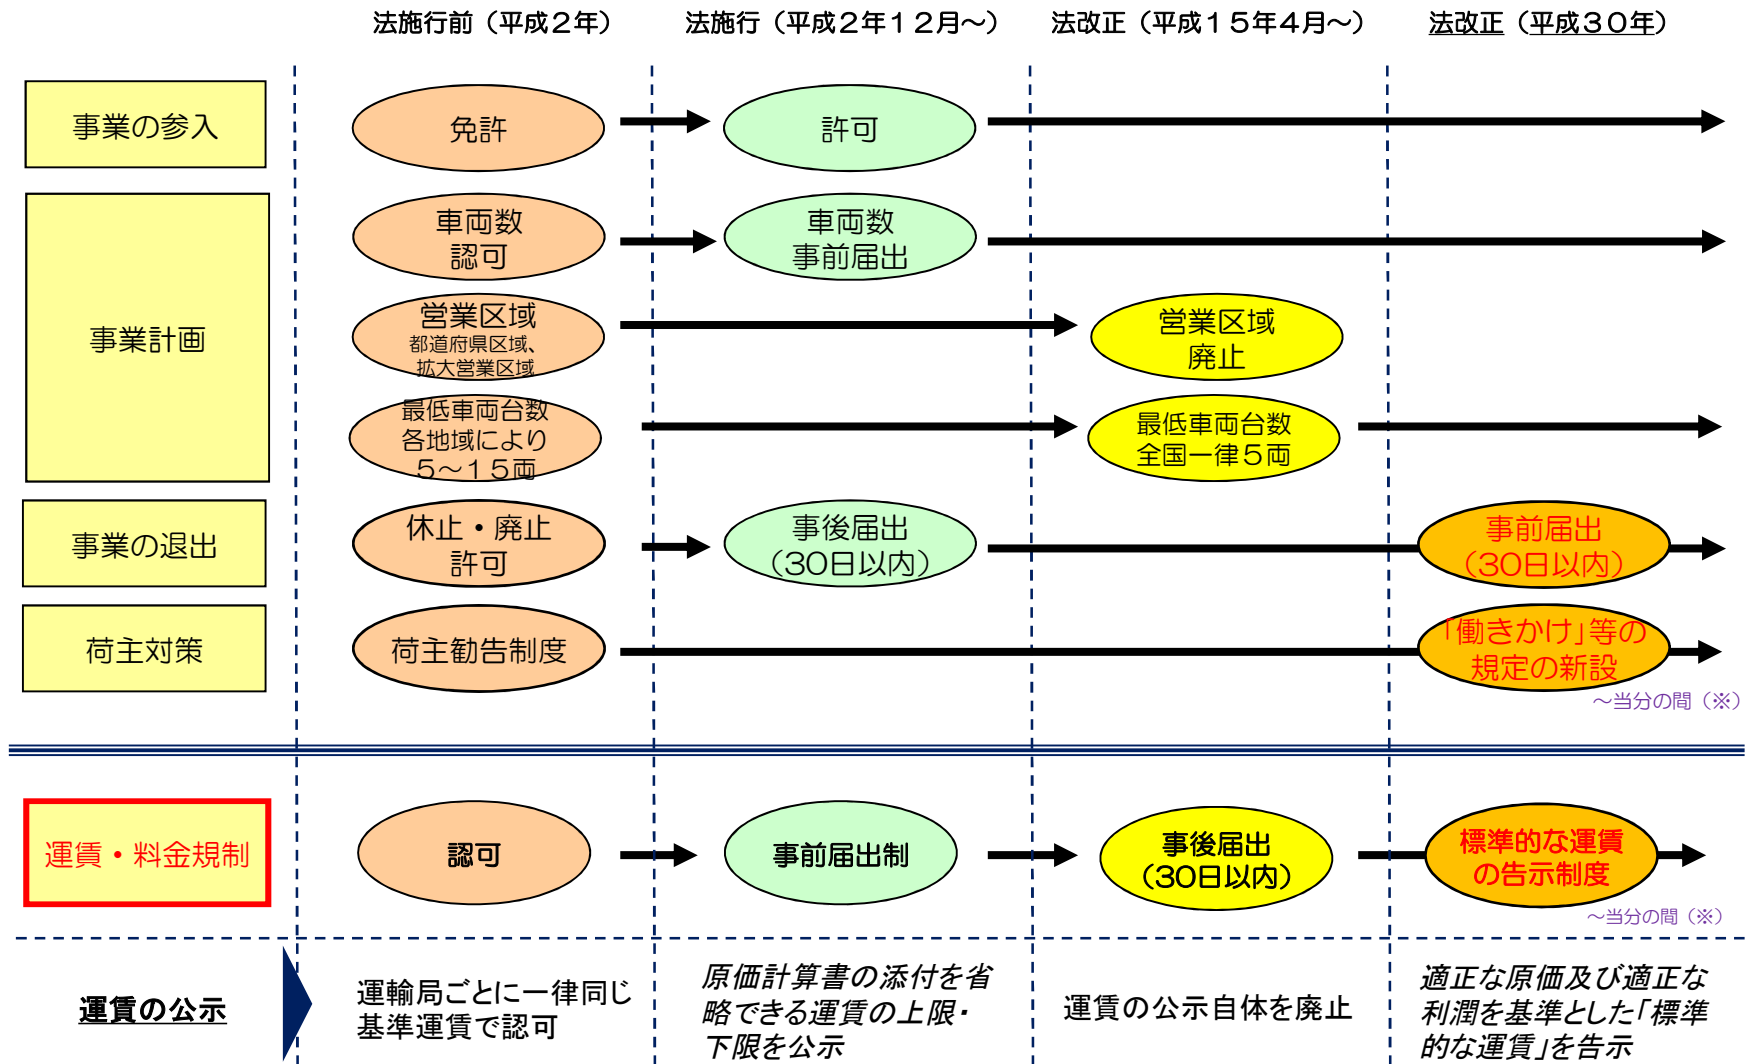 法施行前（平成２年）
法施行（平成２年１２月～）
法改正（平成１５年４月～）
法改正（平成３０年）
事業の参入
免許
許可
事業計画
車両数
認可
車両数
事前届出
営業区域
都道府県区域、
拡大営業区域
営業区域
廃止
最低車両台数
各地域により
５～１５両
最低車両台数
全国一律５両
事業の退出
休止・廃止
許可
事後届出
（30日以内）
事前届出
（30日以内）
荷主対策
荷主勧告制度
「働きかけ」等の
規定の新設
～当分の間（※）
運賃・料金規制
認可
事前届出制
事後届出
（30日以内）
標準的な運賃
の告示制度
～当分の間（※）
運賃の公示
運輸局ごとに一律同じ
基準運賃で認可
原価計算書の添付を省
略できる運賃の上限・
下限を公示
運賃の公示自体を廃止
適正な原価及び適正な
利潤を基準とした「標準
的な運賃」を告示